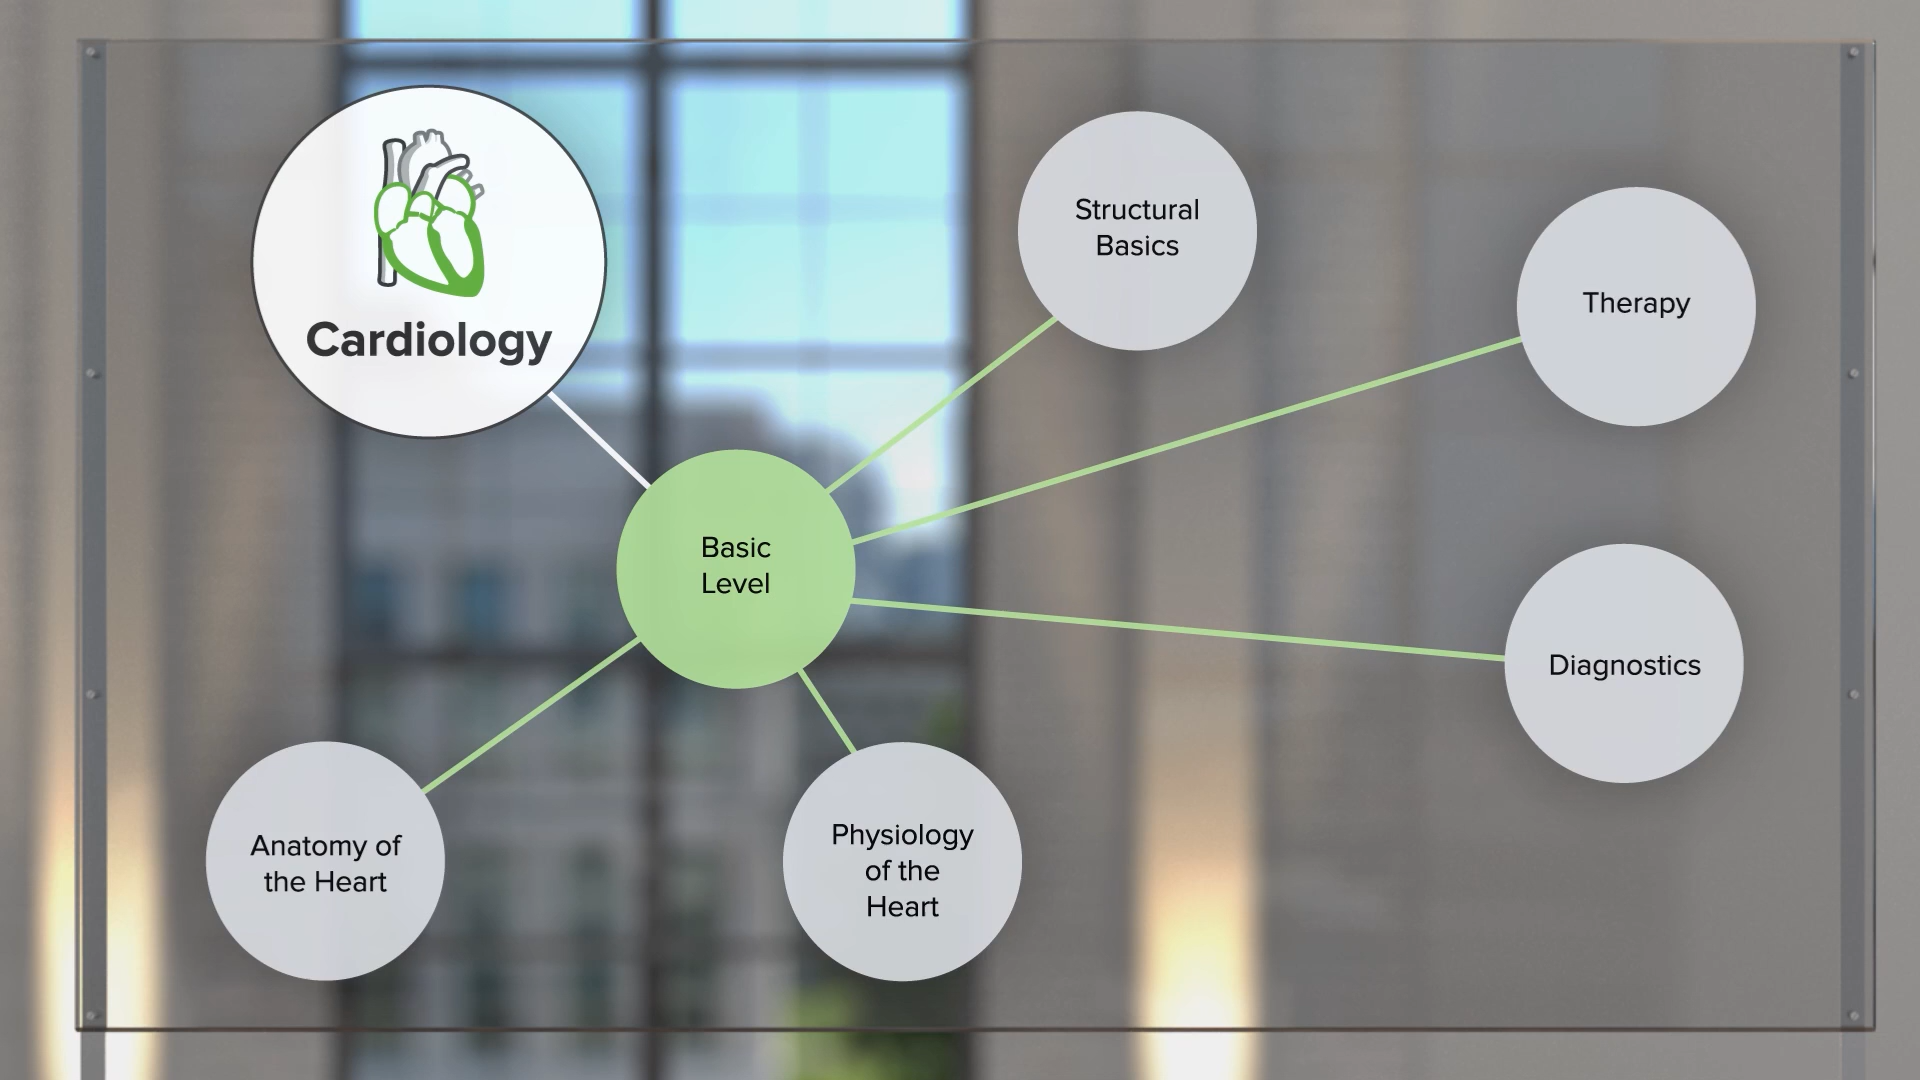 Cardiology
Structural
Basics
Therapy
Basic
Level
Diagnostics
Anatomy of
the Heart
Physiology
of the
Heart